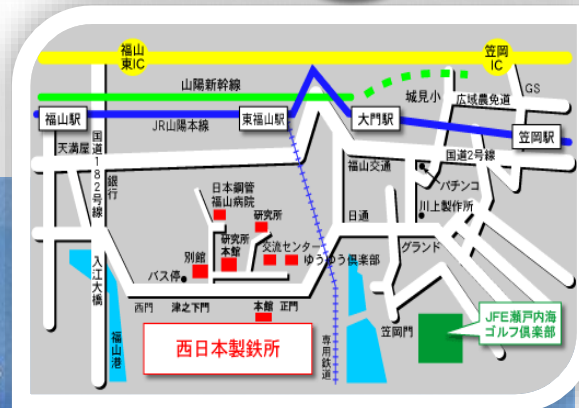 福山
東IC
笠岡
IC
山陽新幹線
城見小
GS
広域農免道
福山駅
JR山陽本線
東福山駅
大門駅
笠岡駅
天満屋
国道182号線
銀行
福山交通
国道2号線
パチンコ
日本鋼管
福山病院
研究所
日通
川上製作所
研究所
本館
交流センター
グランド
別館
ゆうゆう倶楽部
バス停
入江大橋
西門
津之下門
本館
正門
福山港
西日本製鉄所
専用鉄道
笠岡門
JFE瀬戸内海
ゴルフ倶楽部